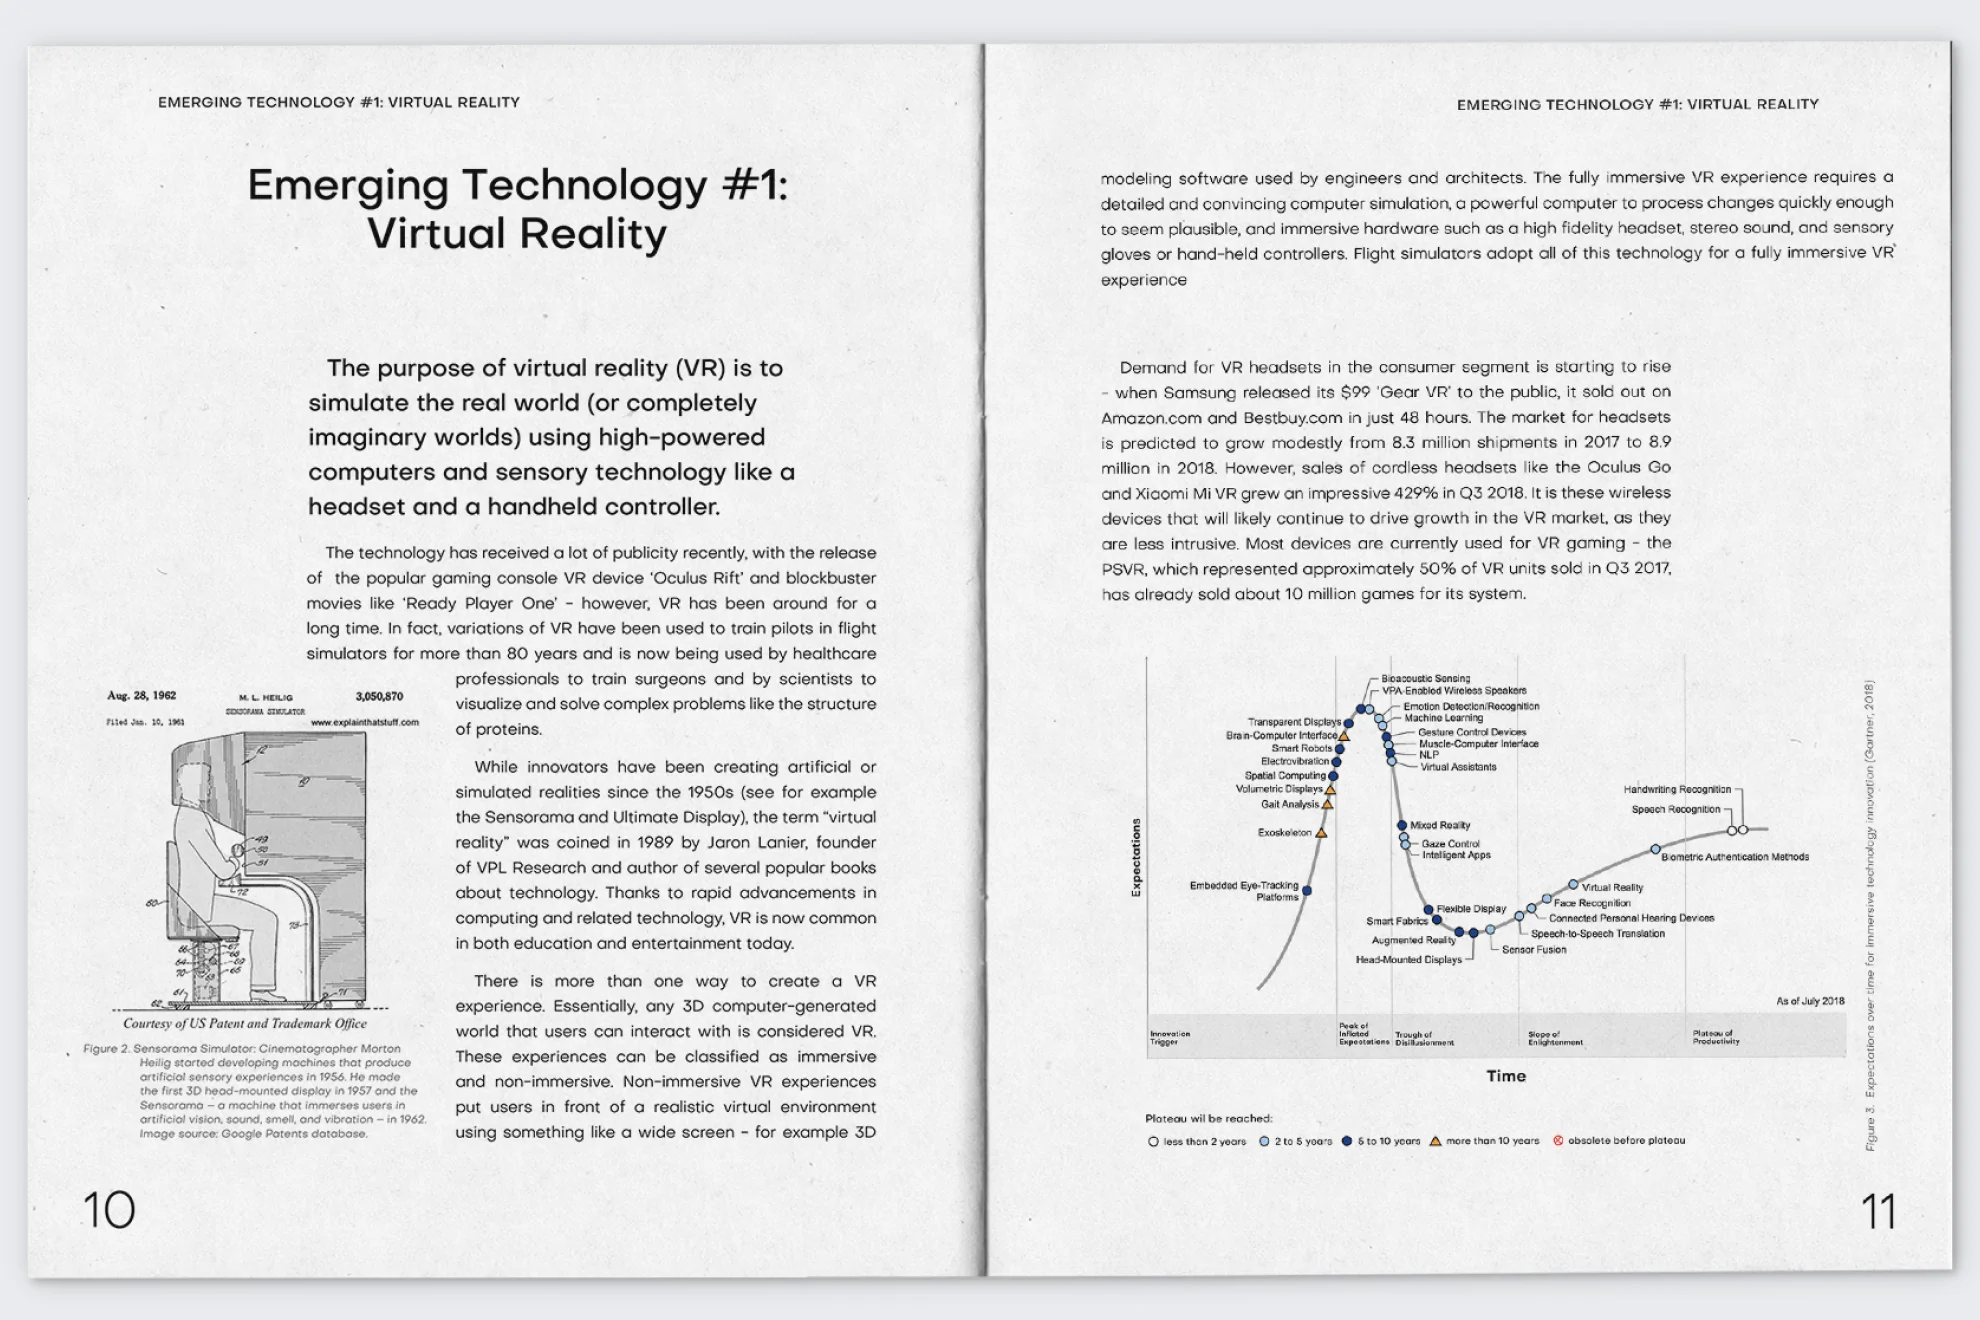 EMERGING TECHNOLOGY #1: VIRTUAL REALITY
Emerging Technology #1:
Virtual Reality
The purpose of virtual reality (VR) is to
simulate the real world (or completely
imaginary worlds) using high-powered
computers and sensory technology like a
headset and a handheld controller.
The technology has received a lot of publicity recently, with the release
of the popular gaming console VR device 'Oculus Rift' and blockbuster
movies like 'Ready Player One' - however, VR has been around for a
long time. In fact, variations of VR have been used to train pilots in flight
simulators for more than 80 years and is now being used by healthcare
professionals to train surgeons and by scientists to
visualize and solve complex problems like the structure
of proteins.
While innovators have been creating artificial or
simulated realities since the 1950s (see for example
the Sensorama and Ultimate Display), the term "virtual
reality" was coined in 1989 by Jaron Lanier, founder
of VPL Research and author of several popular books
about technology. Thanks to rapid advancements in
computing and related technology, VR is now common
in both education and entertainment today.
There is more than one way to create a VR
experience. Essentially, any 3D computer-generated
world that users can interact with is considered VR.
These experiences can be classified as immersive
and non-immersive. Non-immersive VR experiences
put users in front of a realistic virtual environment
using something like a wide screen - for example 3D
Aug. 28, 1962
M. L. HEILIG
3,050,870
SENSORAMA SIMULATOR
Filed Jan. 10, 1961
www.explainthatstuff.com
Courtesy of US Patent and Trademark Office
Figure 2. Sensorama Simulator: Cinematographer Morton
Heilig started developing machines that produce
artificial sensory experiences in 1956. He made
the first 3D head-mounted display in 1957 and the
Sensorama – a machine that immerses users in
artificial vision, sound, smell, and vibration – in 1962.
Image source: Google Patents database.
10
EMERGING TECHNOLOGY #1: VIRTUAL REALITY
modeling software used by engineers and architects. The fully immersive VR experience requires a
detailed and convincing computer simulation, a powerful computer to process changes quickly enough
to seem plausible, and immersive hardware such as a high fidelity headset, stereo sound, and sensory
gloves or hand-held controllers. Flight simulators adopt all of this technology for a fully immersive VR
experience
Demand for VR headsets in the consumer segment is starting to rise
- when Samsung released its $99 'Gear VR' to the public, it sold out on
Amazon.com and Bestbuy.com in just 48 hours. The market for headsets
is predicted to grow modestly from 8.3 million shipments in 2017 to 8.9
million in 2018. However, sales of cordless headsets like the Oculus Go
and Xiaomi Mi VR grew an impressive 429% in Q3 2018. It is these wireless
devices that will likely continue to drive growth in the VR market, as they
are less intrusive. Most devices are currently used for VR gaming - the
PSVR, which represented approximately 50% of VR units sold in Q3 2017,
has already sold about 10 million games for its system.
Expectations
Bioacoustic Sensing
VPA-Enabled Wireless Speakers
Emotion Detection/Recognition
Machine Learning
Gesture Control Devices
Muscle-Computer Interface
NLP
Virtual Assistants
Transparent Displays
Brain-Computer Interface
Smart Robots
Electrovibration
Spatial Computing
Volumetric Displays
Gait Analysis
Exoskeleton
Embedded Eye-Tracking
Platforms
Mixed Reality
Gaze Control
Intelligent Apps
Flexible Display
Smart Fabrics
Augmented Reality
Head-Mounted Displays
Sensor Fusion
Speech-to-Speech Translation
Connected Personal Hearing Devices
Face Recognition
Virtual Reality
Biometric Authentication Methods
Handwriting Recognition
Speech Recognition
As of July 2018
Innovation
Trigger
Peak of
Inflated
Expectations
Trough of
Disillusionment
Slope of
Enlightenment
Plateau of
Productivity
Time
Plateau wil be reached:
less than 2 years
2 to 5 years
5 to 10 years
more than 10 years
obsolete before plateau
Figure 3. Expectations over time for immersive technology innovation (Gartner, 2018)
11